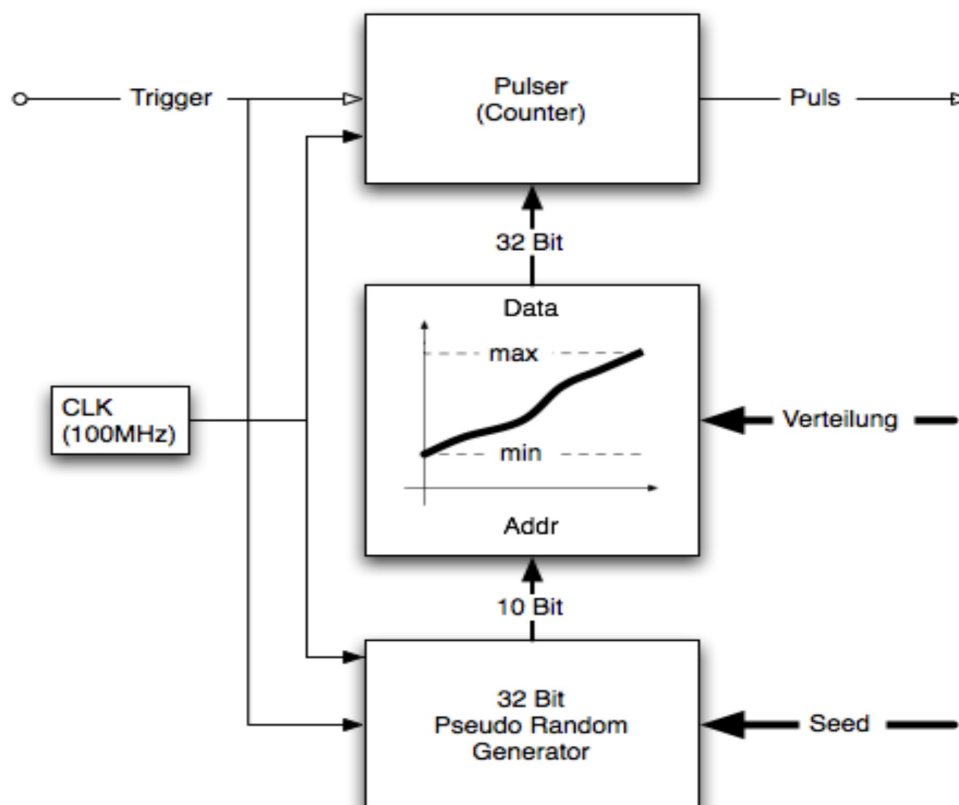 Trigger
Pulser
(Counter)
Puls
32 Bit
Data
max
min
Addr
CLK
(100MHz)
Verteilung
10 Bit
32 Bit
Pseudo Random
Generator
Seed